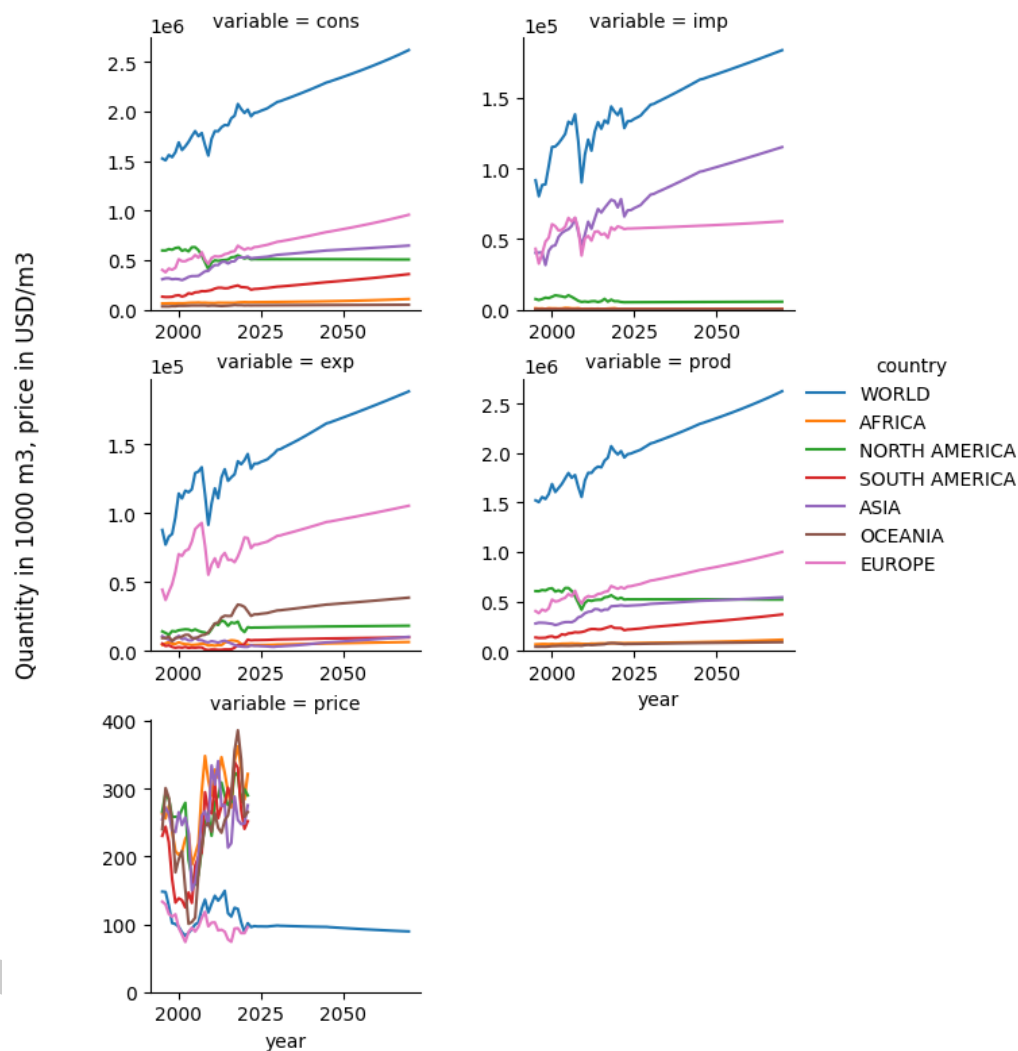 Quantity in 1000 m3, price in USD/m3
variable = cons
1e6
2.5
2.0
1.5
1.0
0.5
0.0
2000 2025 2050
variable = imp
1e5
1.5
1.0
0.5
0.0
2000 2025 2050
variable = exp
1e5
1.5
1.0
0.5
0.0
2000 2025 2050
variable = prod
1e6
2.5
2.0
1.5
1.0
0.5
0.0
2000 2025 2050
year
variable = price
400
300
200
100
0
2000 2025 2050
year
country
WORLD
AFRICA
NORTH AMERICA
SOUTH AMERICA
ASIA
OCEANIA
EUROPE